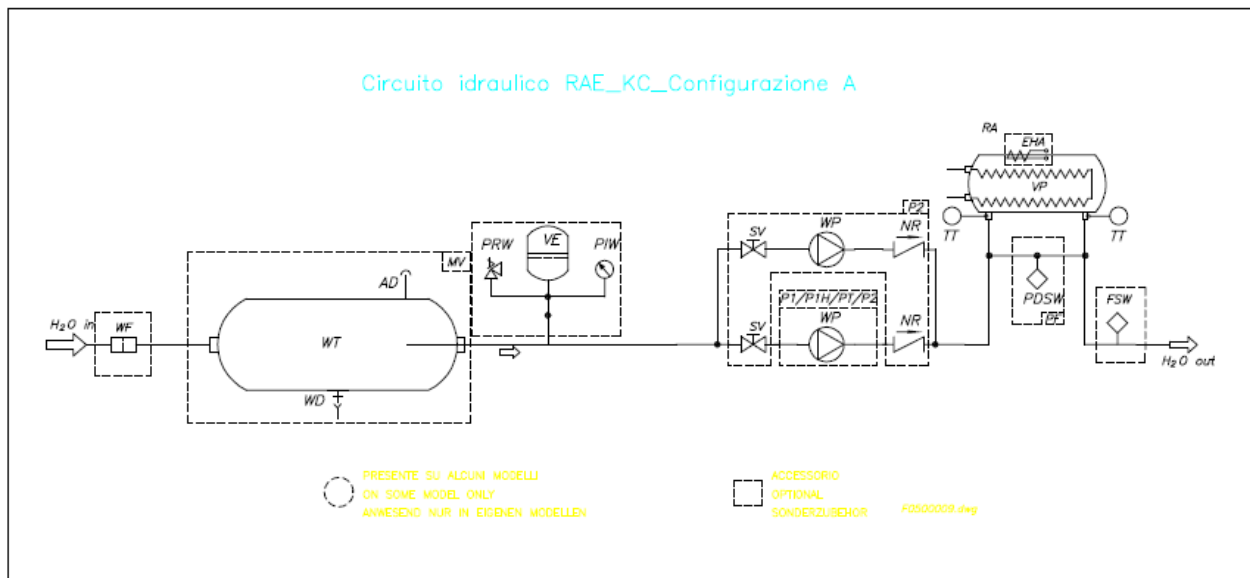 Circuito idraulico RAE_KC_Configurazione A
RA
EHA
VP
TT
TT
P2
PRW
VE
PIW
SV
WP
NR
MV
AD
P1/P1H/PT/P2
PDSW
PF
FSW
H2O in
WF
WT
SV
WP
NR
H2O out
WD
PRESENTE SU ALCUNI MODELLI
ON SOME MODEL ONLY
ANWESEND NUR IN EIGENEN MODELLEN
ACCESSORIO
OPTIONAL
SONDERZUBEHOR